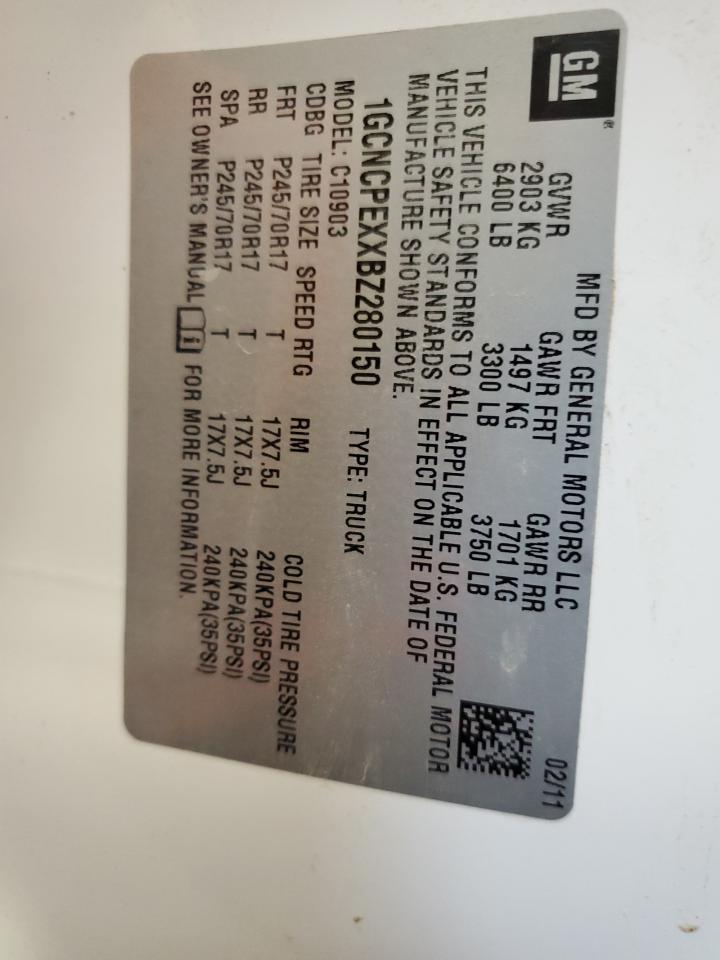 GM®
MFD BY GENERAL MOTORS LLC 02/11
GVWR GAWR FRT GAWR RR
2903 KG 1497 KG 1701 KG
6400 LB 3300 LB 3750 LB
THIS VEHICLE CONFORMS TO ALL APPLICABLE U.S. FEDERAL MOTOR
VEHICLE SAFETY STANDARDS IN EFFECT ON THE DATE OF
MANUFACTURE SHOWN ABOVE.
1GCNCPEXXBZ280150 TYPE: TRUCK
MODEL: C10903
CDBG TIRE SIZE SPEED RTG RIM COLD TIRE PRESSURE
FRT P245/70R17 T 17X7.5J 240KPA(35PSI)
RR P245/70R17 T 17X7.5J 240KPA(35PSI)
SPA P245/70R17 T 17X7.5J 240KPA(35PSI)
SEE OWNER'S MANUAL i FOR MORE INFORMATION.